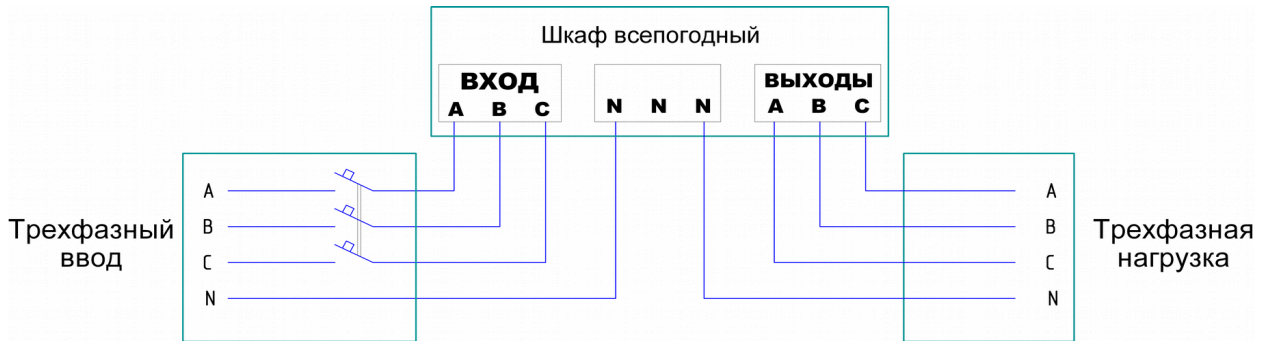 Шкаф всепогодный
ВХОД
A B C
N N N
ВЫХОДЫ
A B C
Трехфазный
ввод
A
B
C
N
A
B
C
N
Трехфазная
нагрузка